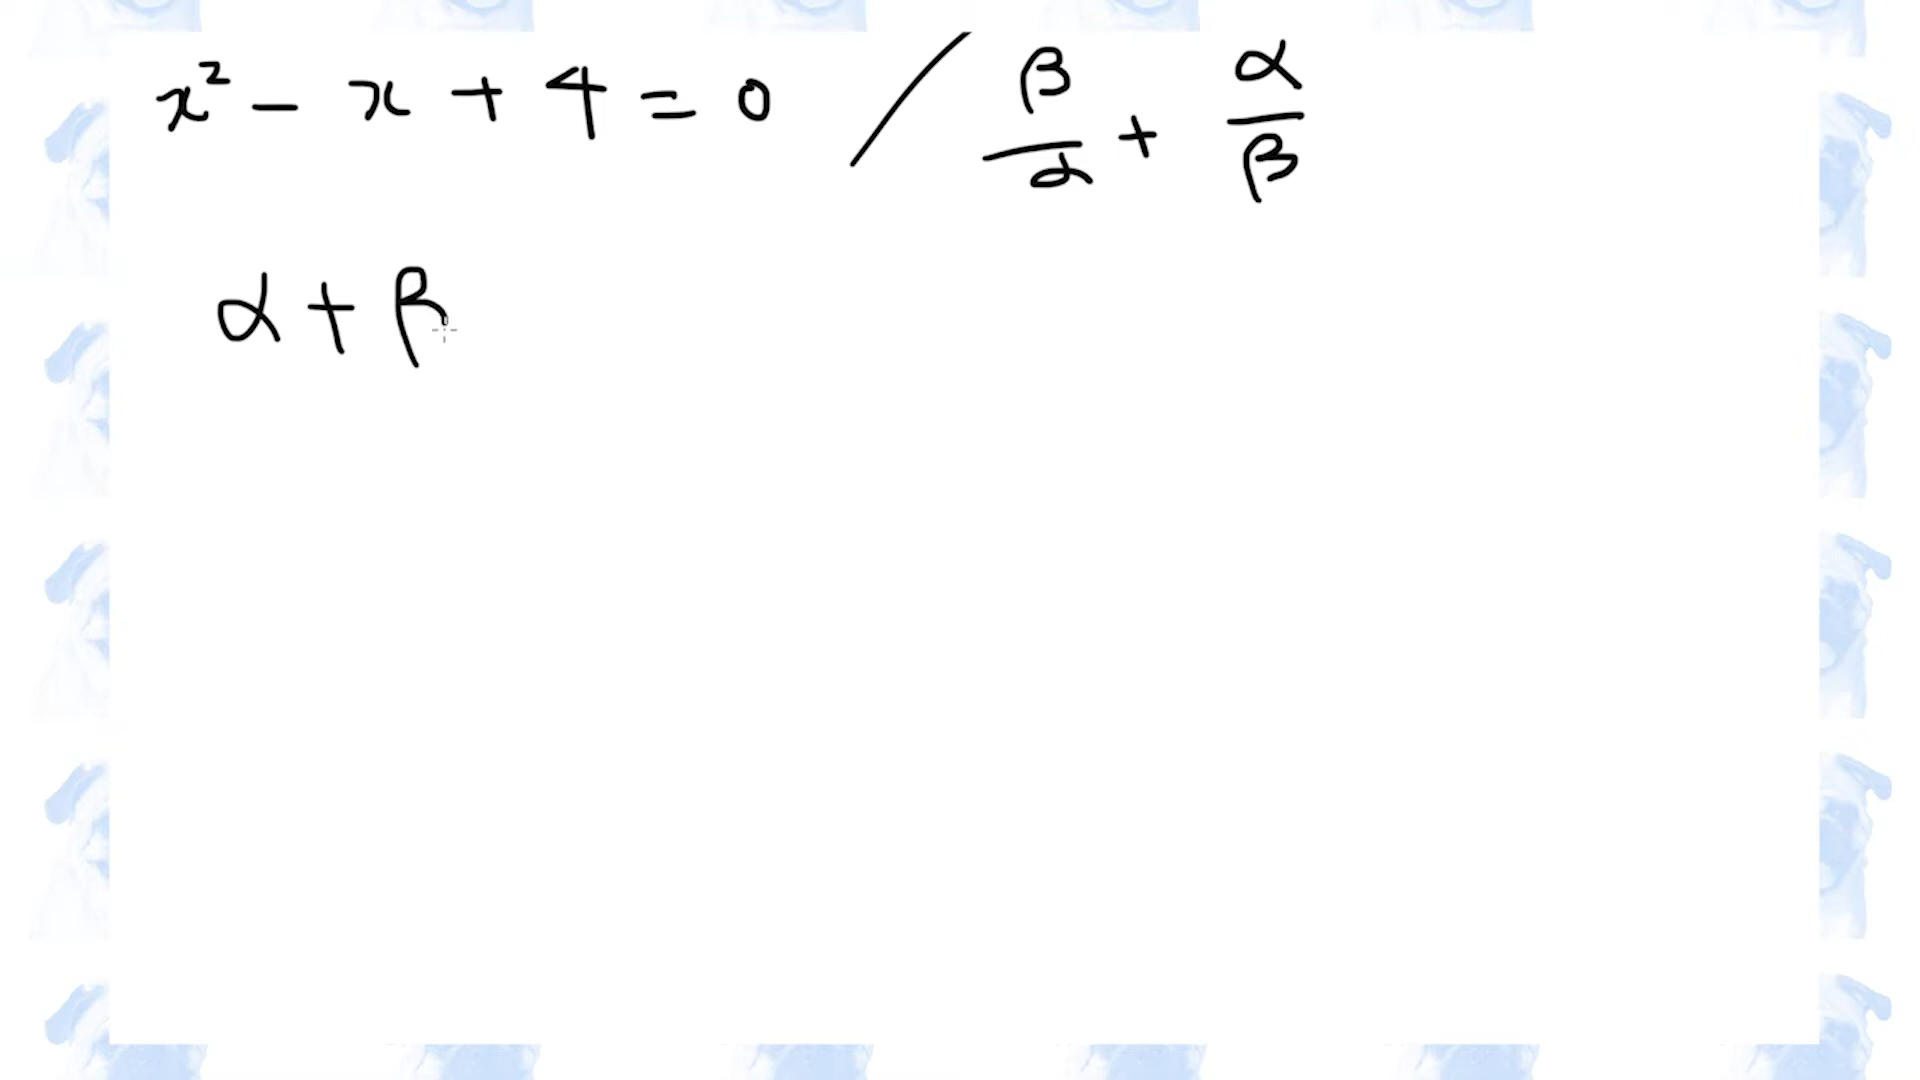 x² - x + 4 = 0 / β/α + α/β
α + β